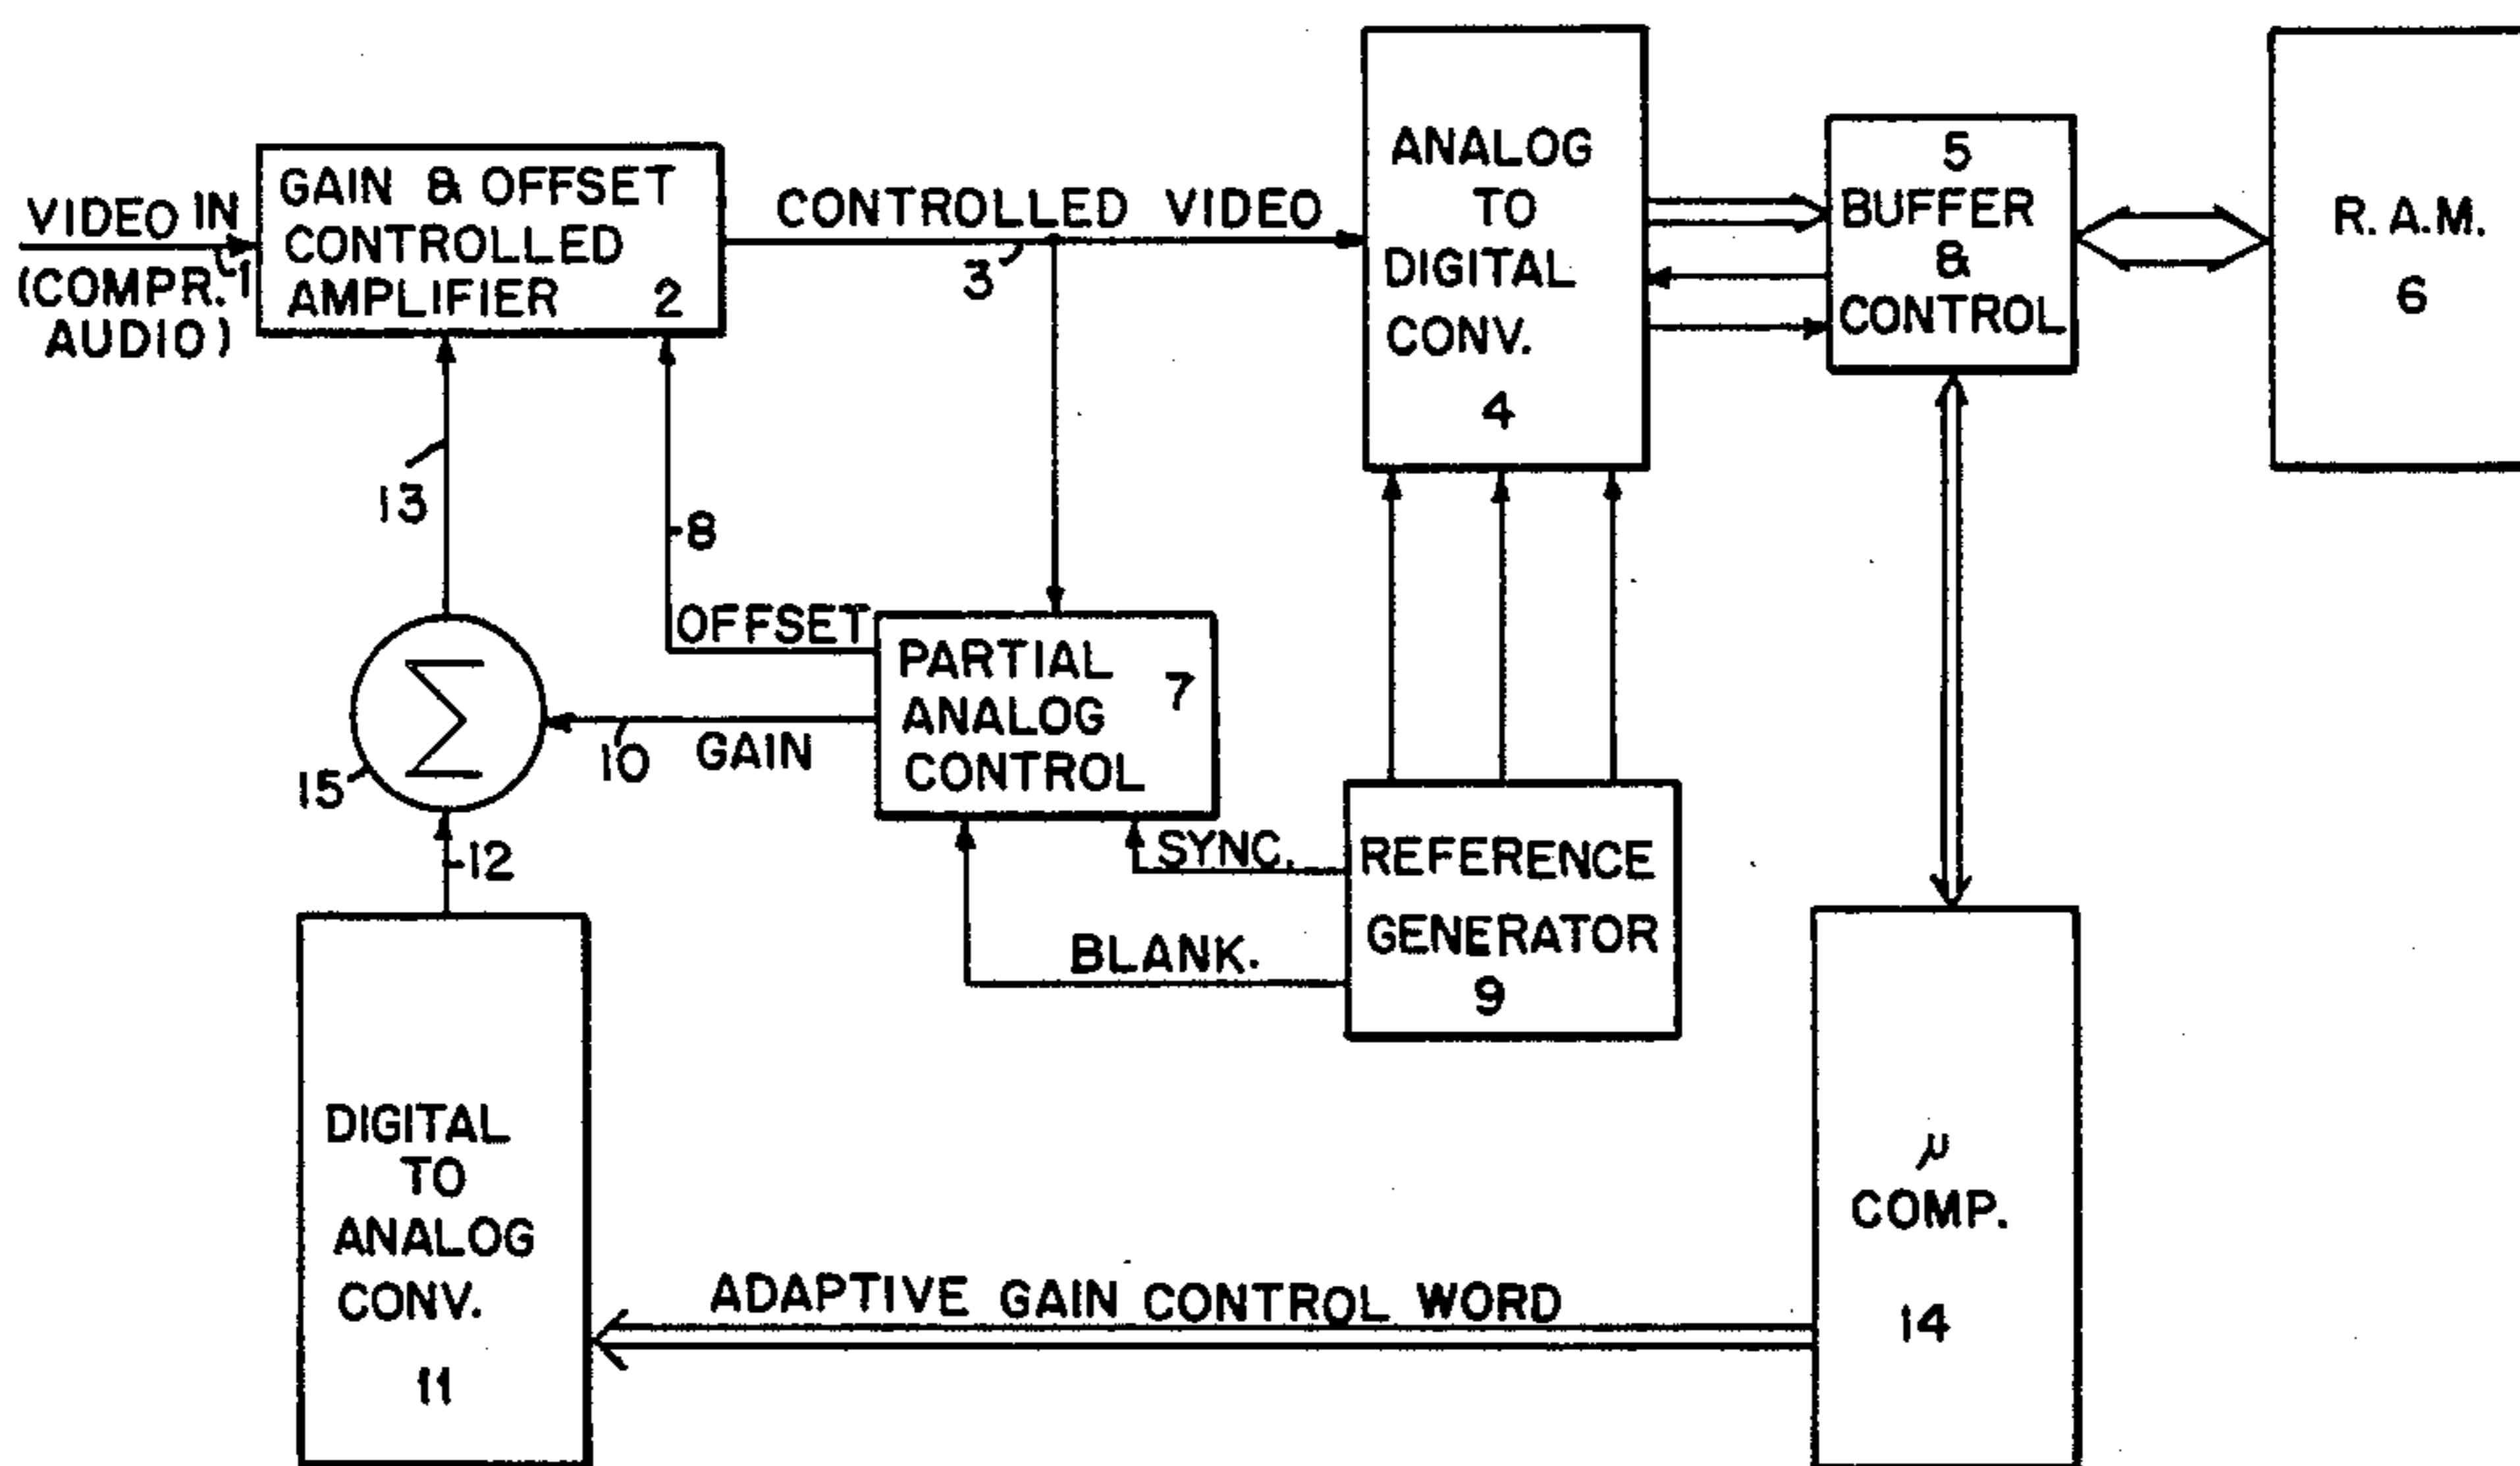 VIDEO IN
(COMPR.
AUDIO)
1
GAIN & OFFSET
CONTROLLED
AMPLIFIER 2
CONTROLLED VIDEO
3
ANALOG
TO
DIGITAL
CONV.
4
5
BUFFER
&
CONTROL
R. A.M.
6
13
8
OFFSET
PARTIAL
ANALOG
CONTROL
7
Σ
15
10 GAIN
12
SYNC.
BLANK.
REFERENCE
GENERATOR
9
DIGITAL
TO
ANALOG
CONV.
11
ADAPTIVE GAIN CONTROL WORD
μ
COMP.
14